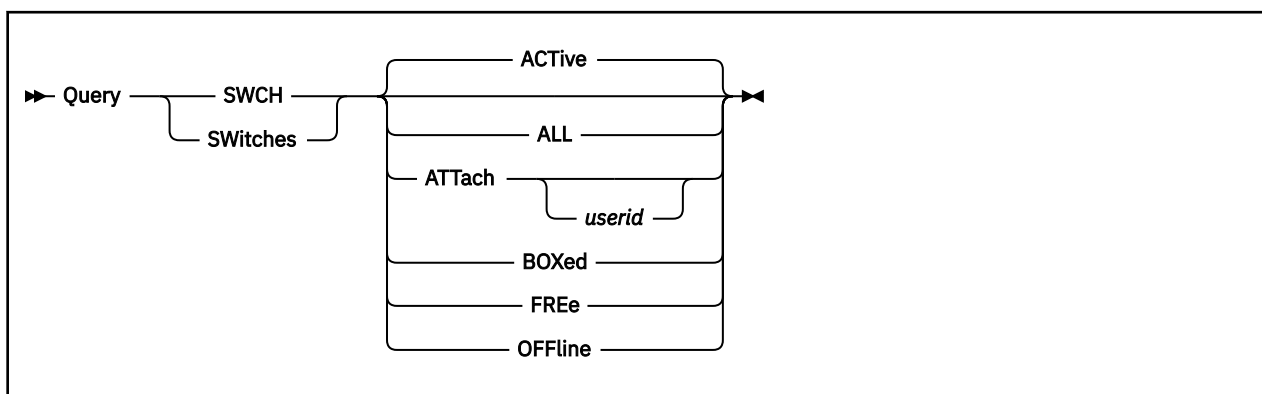 ACTive
Query SWCH
SWitches
ALL
ATTach
userid
BOXed
FREe
OFFline